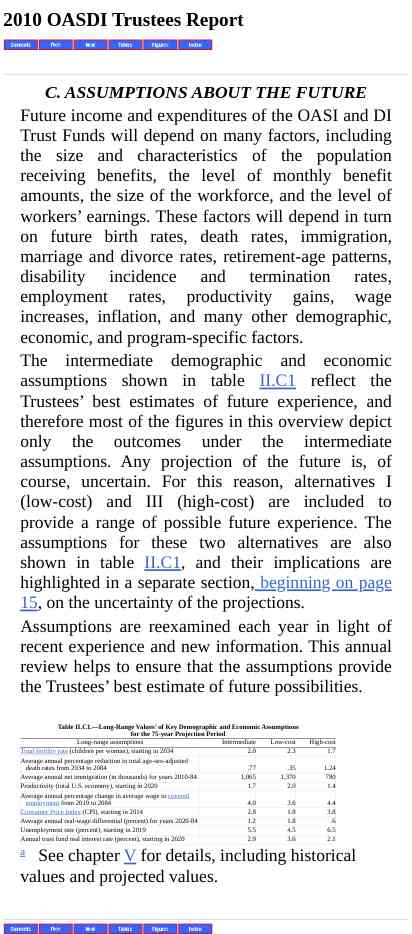 2010 OASDI Trustees Report
Contents Prev Next Tables Figures Index
C. ASSUMPTIONS ABOUT THE FUTURE
Future income and expenditures of the OASI and DI
Trust Funds will depend on many factors, including
the size and characteristics of the population
receiving benefits, the level of monthly benefit
amounts, the size of the workforce, and the level of
workers’ earnings. These factors will depend in turn
on future birth rates, death rates, immigration,
marriage and divorce rates, retirement-age patterns,
disability incidence and termination rates,
employment rates, productivity gains, wage
increases, inflation, and many other demographic,
economic, and program-specific factors.
The intermediate demographic and economic
assumptions shown in table II.C1 reflect the
Trustees’ best estimates of future experience, and
therefore most of the figures in this overview depict
only the outcomes under the intermediate
assumptions. Any projection of the future is, of
course, uncertain. For this reason, alternatives I
(low-cost) and III (high-cost) are included to
provide a range of possible future experience. The
assumptions for these two alternatives are also
shown in table II.C1, and their implications are
highlighted in a separate section, beginning on page
15, on the uncertainty of the projections.
Assumptions are reexamined each year in light of
recent experience and new information. This annual
review helps to ensure that the assumptions provide
the Trustees’ best estimate of future possibilities.
Table II.C1.—Long-Range Values of Key Demographic and Economic Assumptions
for the 75-year Projection Period
Long-range assumptions Intermediate Low-cost High-cost
Total fertility rate (children per woman), starting in 2034 2.0 2.3 1.7
Average annual percentage reduction in total age-sex-adjusted
death rates from 2034 to 2084 .77 .35 1.24
Average annual net immigration (in thousands) for years 2010-84 1,065 1,370 780
Productivity (total U.S. economy), starting in 2020 1.7 2.0 1.4
Average annual percentage change in average wage in covered
employment from 2019 to 2084 4.0 3.6 4.4
Consumer Price Index (CPI), starting in 2014 2.8 1.8 3.8
Average annual real-wage differential (percent) for years 2020-84 1.2 1.8 .6
Unemployment rate (percent), starting in 2019 5.5 4.5 6.5
Annual trust fund real interest rate (percent), starting in 2020 2.9 3.6 2.1
a See chapter V for details, including historical
values and projected values.
Contents Prev Next Tables Figures Index